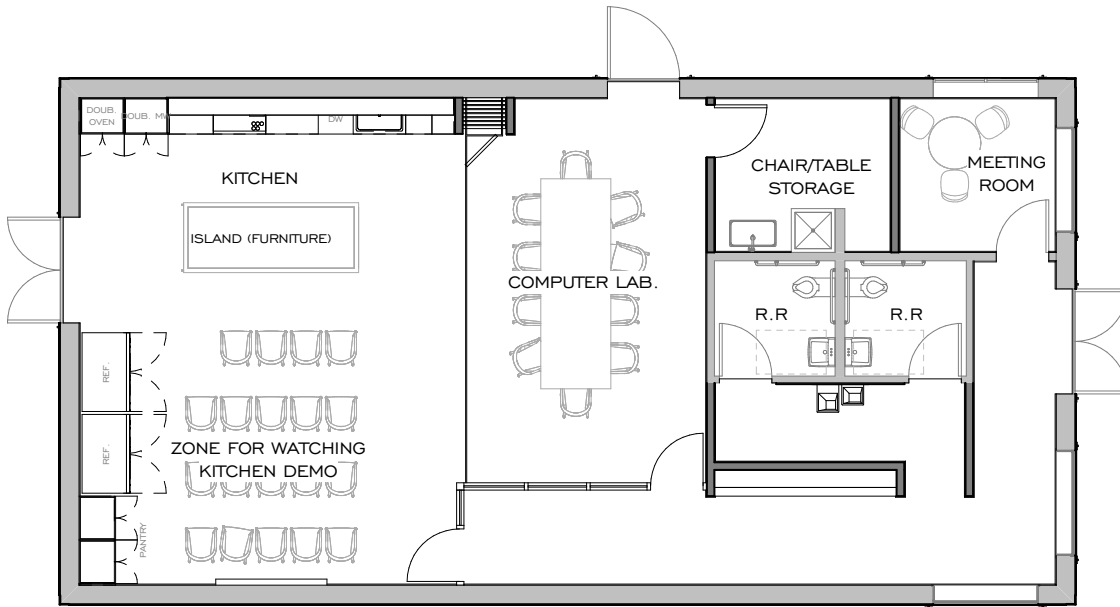 DOUB.
OVEN
DOUB. MW
DW
KITCHEN
ISLAND (FURNITURE)
CHAIR/TABLE
STORAGE
MEETING
ROOM
COMPUTER LAB.
R.R
R.R
REF.
REF.
ZONE FOR WATCHING
KITCHEN DEMO
PANTRY